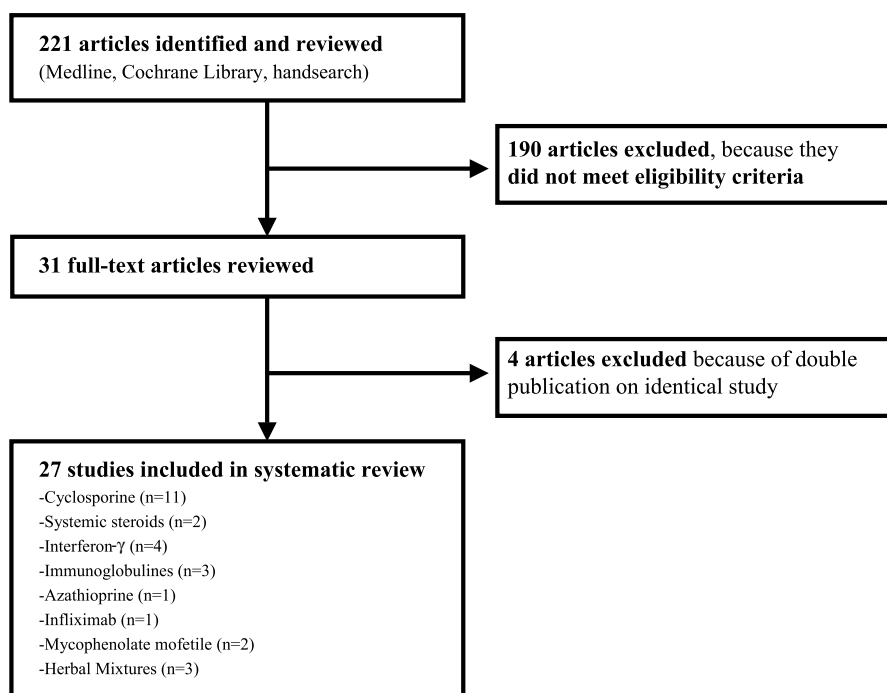 221 articles identified and reviewed
(Medline, Cochrane Library, handsearch)
190 articles excluded, because they
did not meet eligibility criteria
31 full-text articles reviewed
4 articles excluded because of double
publication on identical study
27 studies included in systematic review
-Cyclosporine (n=11)
-Systemic steroids (n=2)
-Interferon-γ (n=4)
-Immunoglobulines (n=3)
-Azathioprine (n=1)
-Infliximab (n=1)
-Mycophenolate mofetile (n=2)
-Herbal Mixtures (n=3)